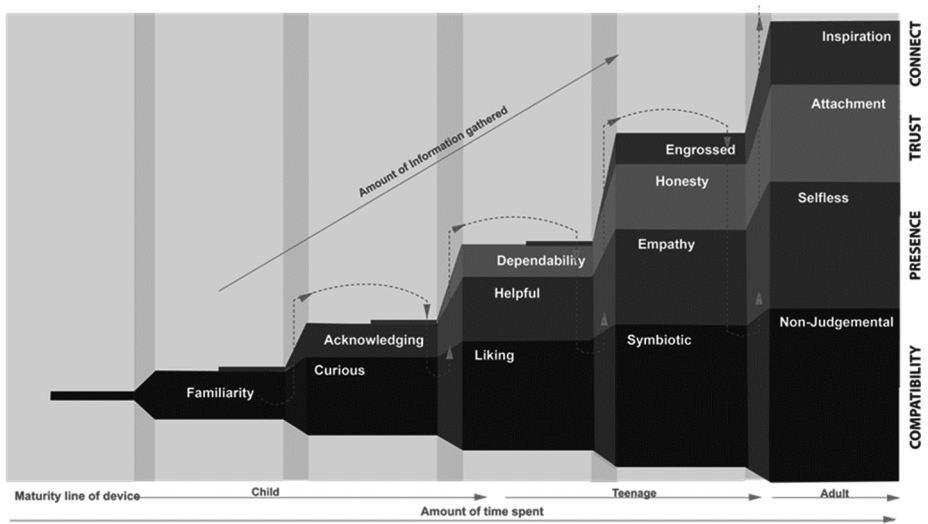 Inspiration
CONNECT
Attachment
TRUST
Amount of Information gathered
Engrossed
Honesty
Selfless
PRESENCE
Empathy
Dependability
Helpful
Non-Judgemental
Acknowledging
Symbiotic
Liking
Curious
COMPATIBILITY
Familiarity
Maturity line of device
Child
Teenage
Adult
Amount of time spent